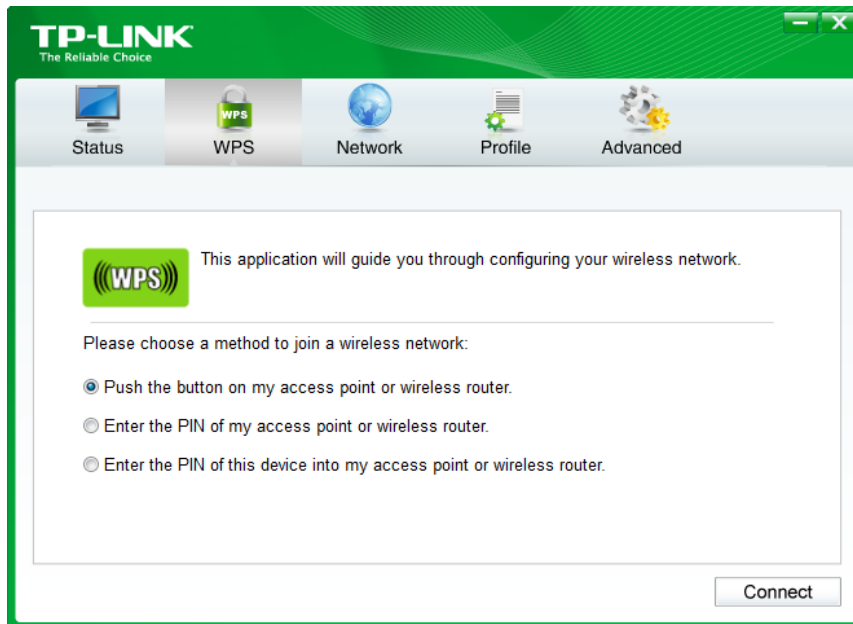 TP-LINK
The Reliable Choice
Status
WPS
WPS
Network
Profile
Advanced
WPS
This application will guide you through configuring your wireless network.
Please choose a method to join a wireless network:
Push the button on my access point or wireless router.
Enter the PIN of my access point or wireless router.
Enter the PIN of this device into my access point or wireless router.
Connect